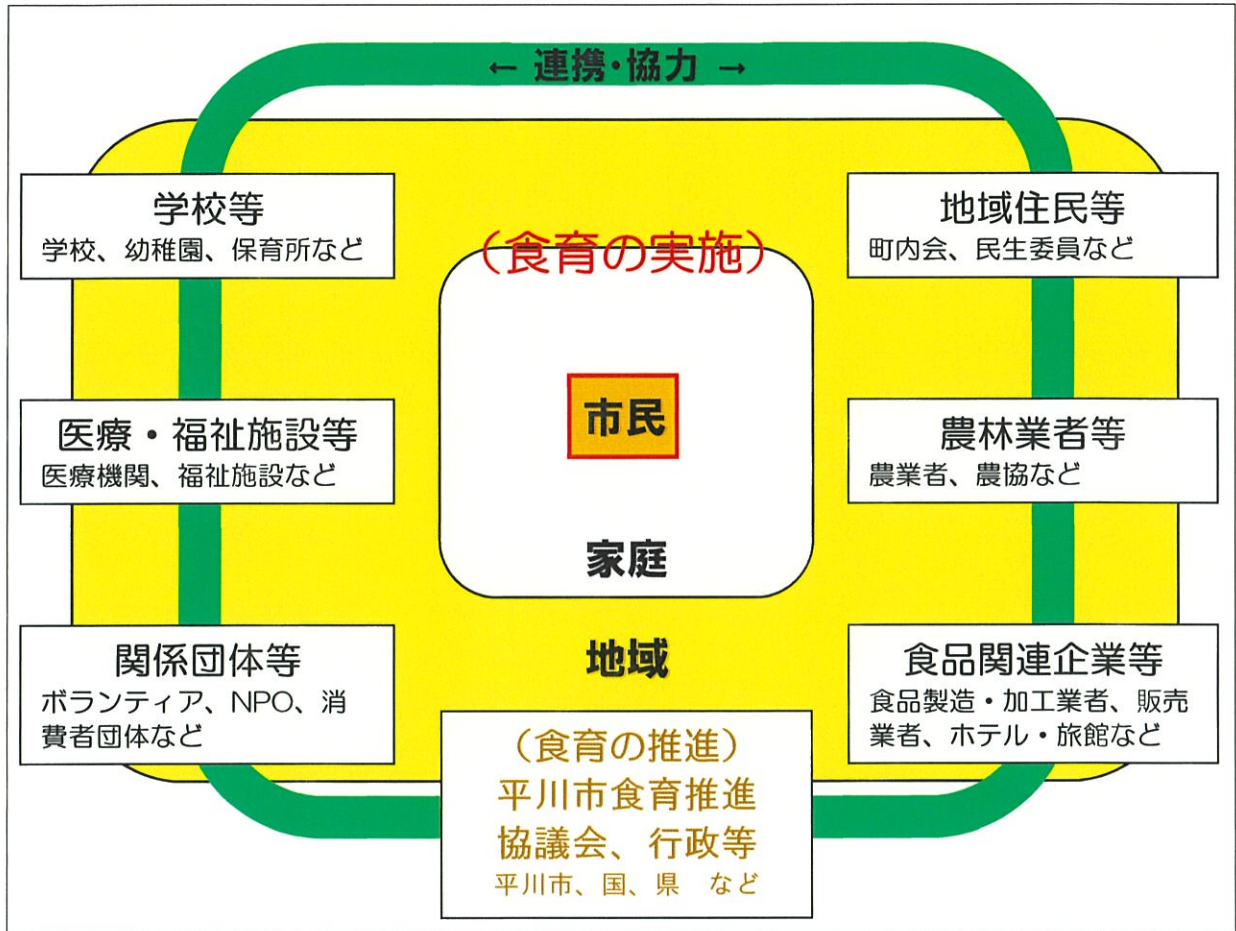 ← 連携・協力 →
学校等
学校、幼稚園、保育所など
地域住民等
町内会、民生委員など
（食育の実施）
市民
医療・福祉施設等
医療機関、福祉施設など
農林業者等
農業者、農協など
家庭
地域
関係団体等
ボランティア、NPO、消
費者団体など
食品関連企業等
食品製造・加工業者、販売
業者、ホテル・旅館など
（食育の推進）
平川市食育推進
協議会、行政等
平川市、国、県　など